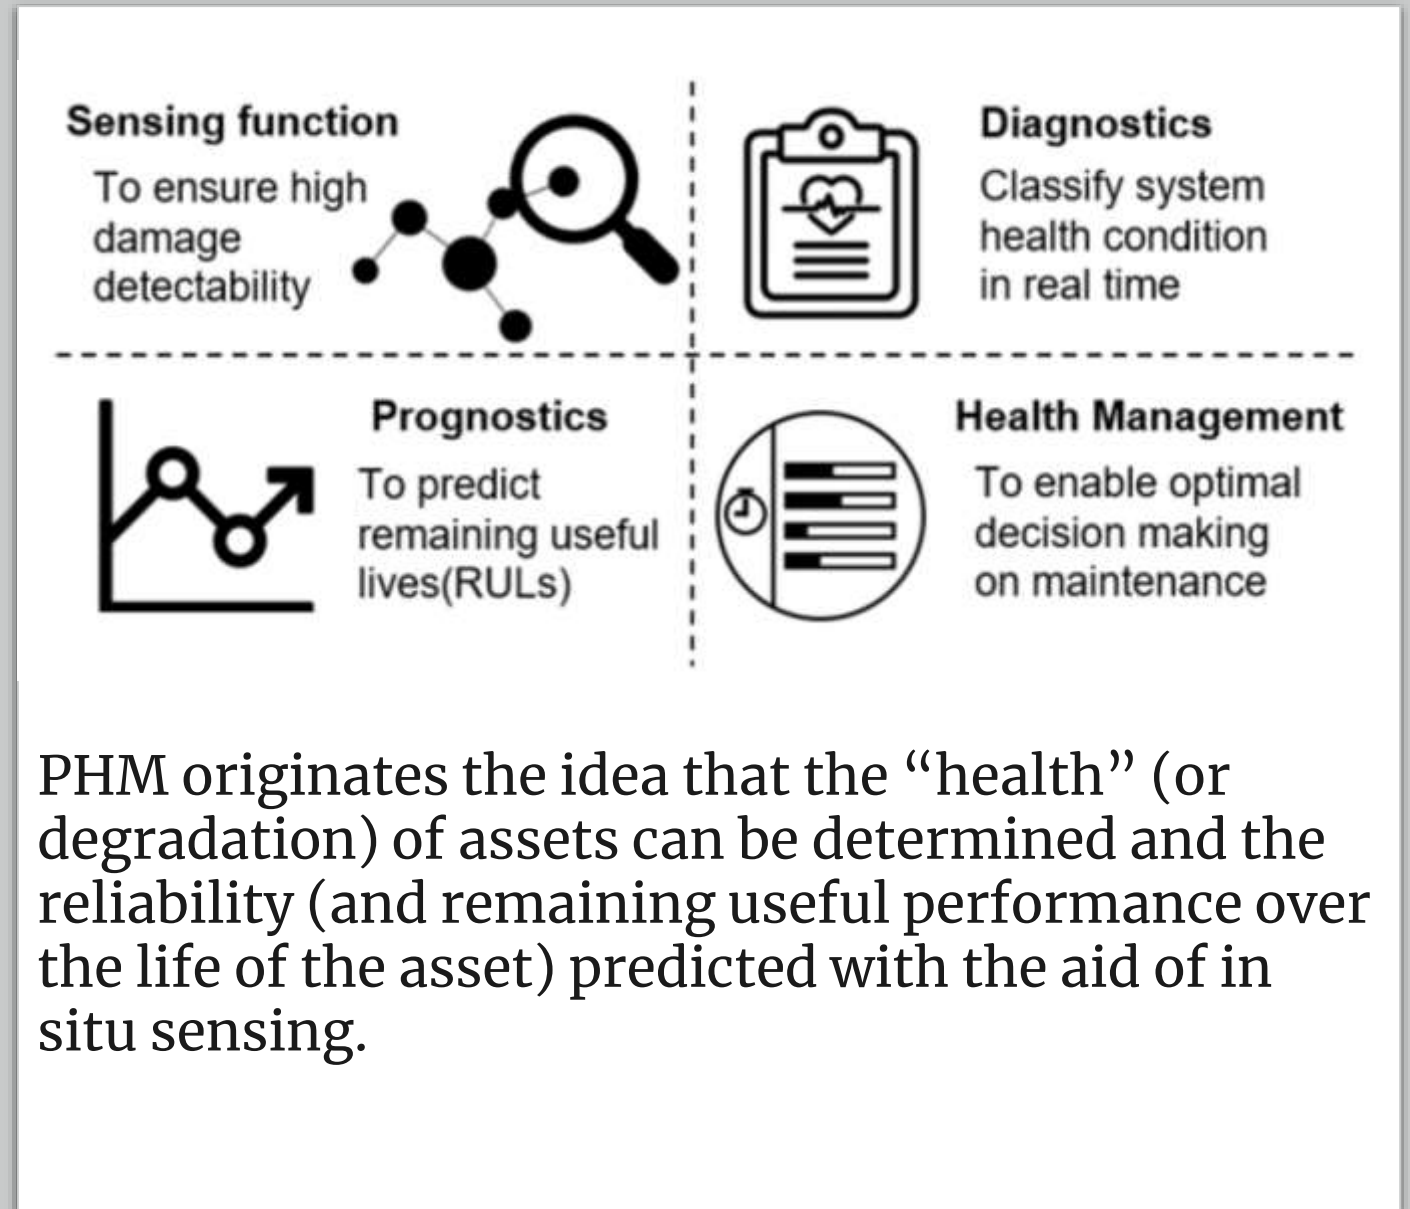 Sensing function
To ensure high
damage
detectability
Diagnostics
Classify system
health condition
in real time
Prognostics
To predict
remaining useful
lives(RULs)
Health Management
To enable optimal
decision making
on maintenance
PHM originates the idea that the “health” (or
degradation) of assets can be determined and the
reliability (and remaining useful performance over
the life of the asset) predicted with the aid of in
situ sensing.